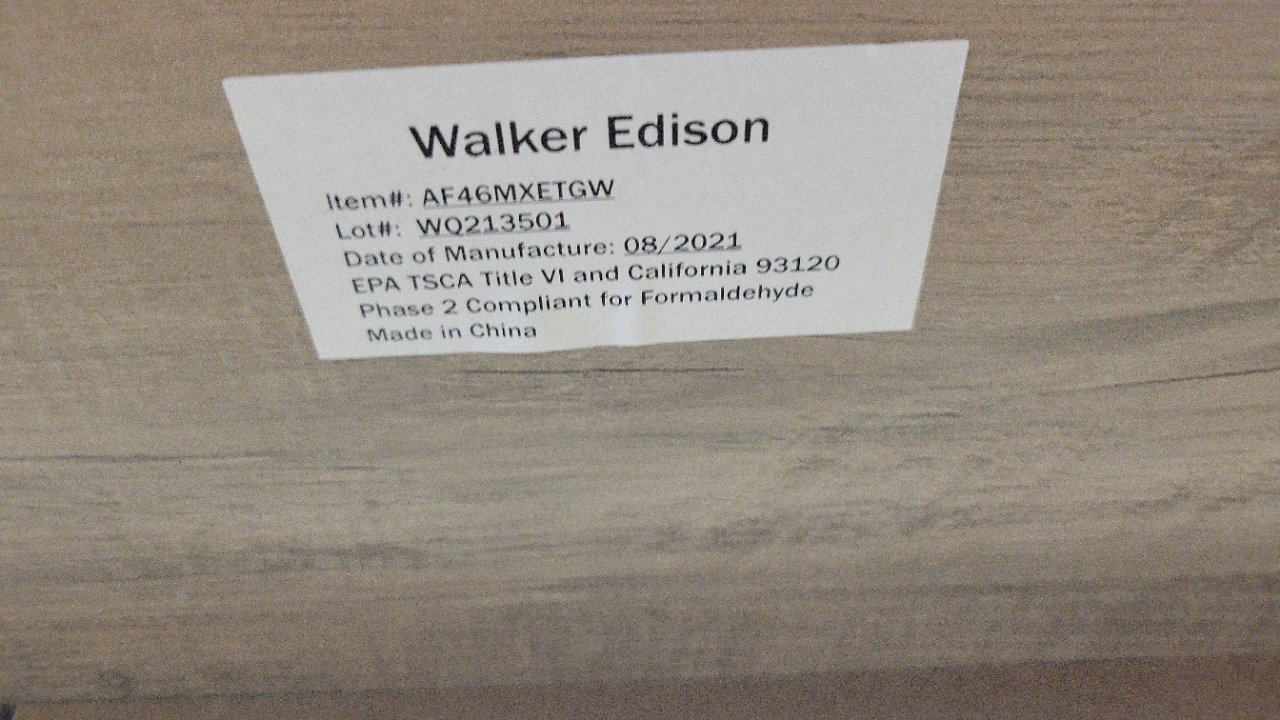 Walker Edison
Item#: AF46MXETGW
Lot#: WQ213501
Date of Manufacture: 08/2021
EPA TSCA Title VI and California 93120
Phase 2 Compliant for Formaldehyde
Made in China